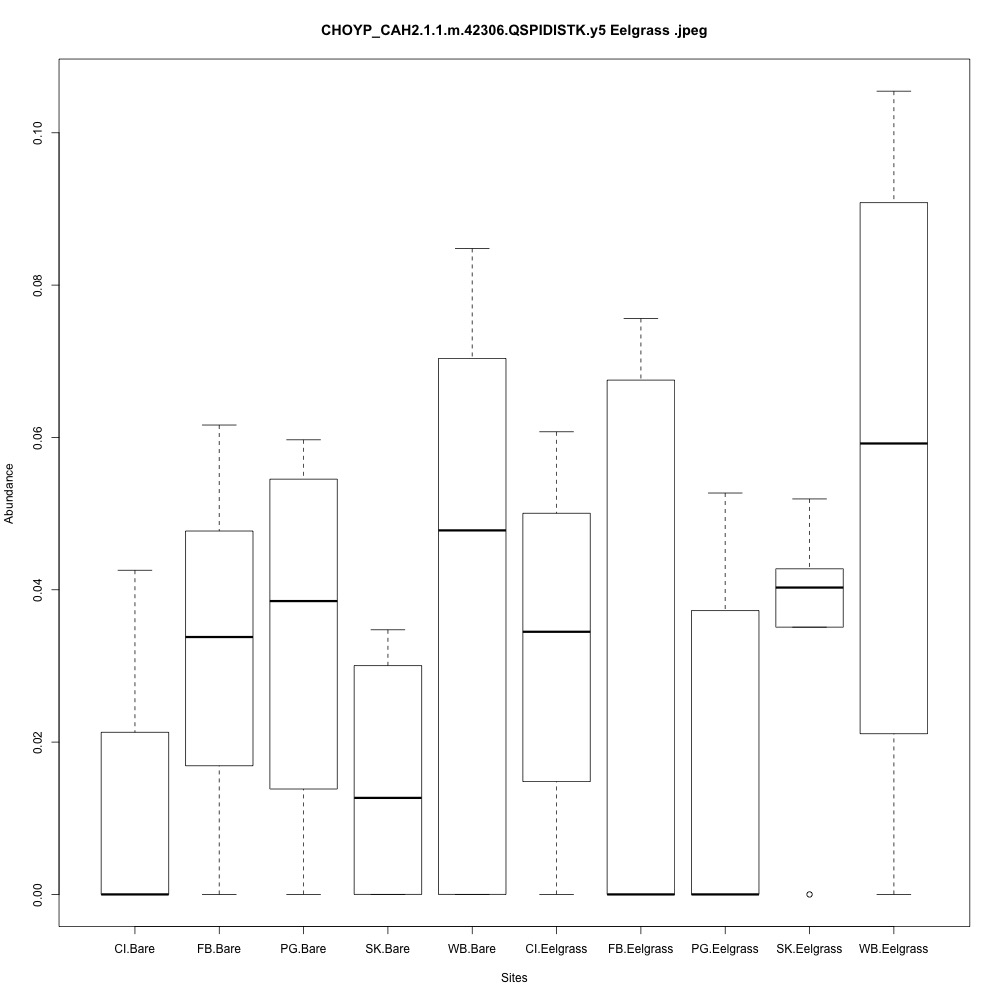 CHOYP_CAH2.1.1.m.42306.QSPIDISTK.y5 Eelgrass .jpeg
0.10
0.08
0.06
0.04
0.02
0.00
Abundance
CI.Bare FB.Bare PG.Bare SK.Bare WB.Bare CI.Eelgrass FB.Eelgrass PG.Eelgrass SK.Eelgrass WB.Eelgrass
Sites